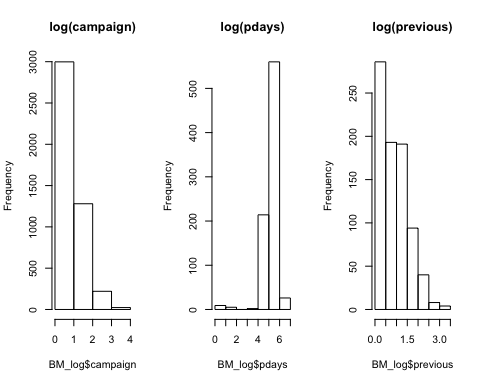 log(campaign)
Frequency
3000
2500
2000
1500
1000
500
0
0 1 2 3 4
BM_log$campaign
log(pdays)
Frequency
500
400
300
200
100
0
0 2 4 6
BM_log$pdays
log(previous)
Frequency
250
200
150
100
50
0
0.0 1.5 3.0
BM_log$previous